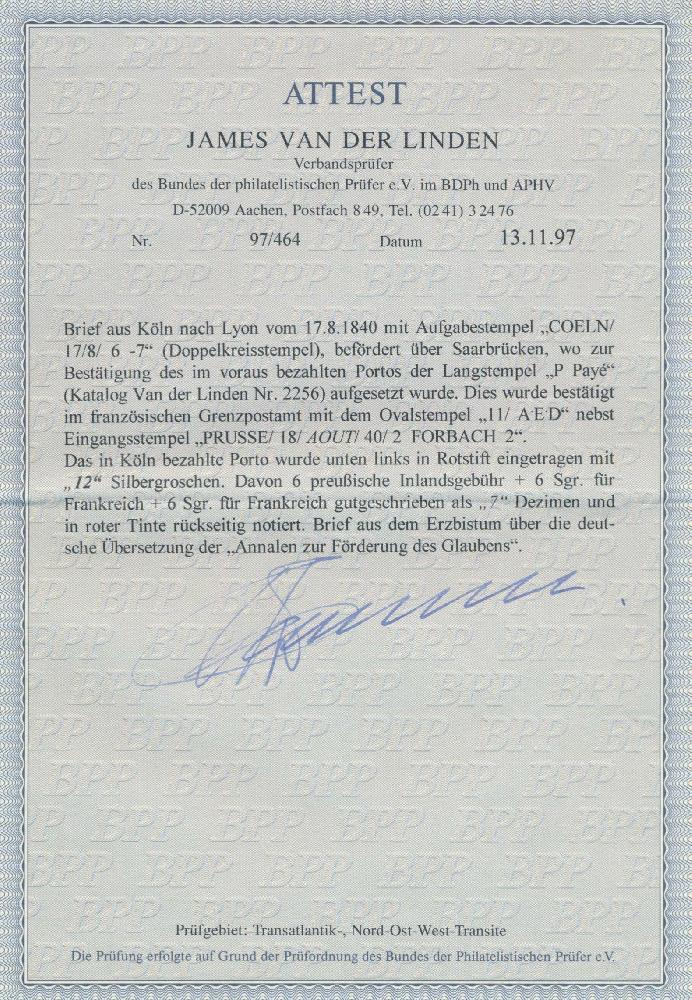 ATTEST
JAMES VAN DER LINDEN
Verbandsprüfer
des Bundes der philatelistischen Prüfer e.V. im BDPh und APHV
D-52009 Aachen, Postfach 849, Tel. (02 41) 3 24 76
Nr. 97/464 Datum 13.11.97
Brief aus Köln nach Lyon vom 17.8.1840 mit Aufgabestempel „COELN/
17/8/ 6 -7“ (Doppelkreisstempel), befördert über Saarbrücken, wo zur
Bestätigung des im voraus bezahlten Portos der Langstempel „P Payé“
(Katalog Van der Linden Nr. 2256) aufgesetzt wurde. Dies wurde bestätigt
im französischen Grenzpostamt mit dem Ovalstempel „11/ A·E·D“ nebst
Eingangsstempel „PRUSSE/ 18/ AOUT/ 40/ 2 FORBACH 2“.
Das in Köln bezahlte Porto wurde unten links in Rotstift eingetragen mit
„12“ Silbergroschen. Davon 6 preußische Inlandsgebühr + 6 Sgr. für
Frankreich + 6 Sgr. für Frankreich gutgeschrieben als „7“ Dezimen und
in roter Tinte rückseitig notiert. Brief aus dem Erzbistum über die deut-
sche Übersetzung der „Annalen zur Förderung des Glaubens“.
Prüfgebiet: Transatlantik-, Nord-Ost-West-Transite
Die Prüfung erfolgte auf Grund der Prüfordnung des Bundes der Philatelistischen Prüfer e.V.